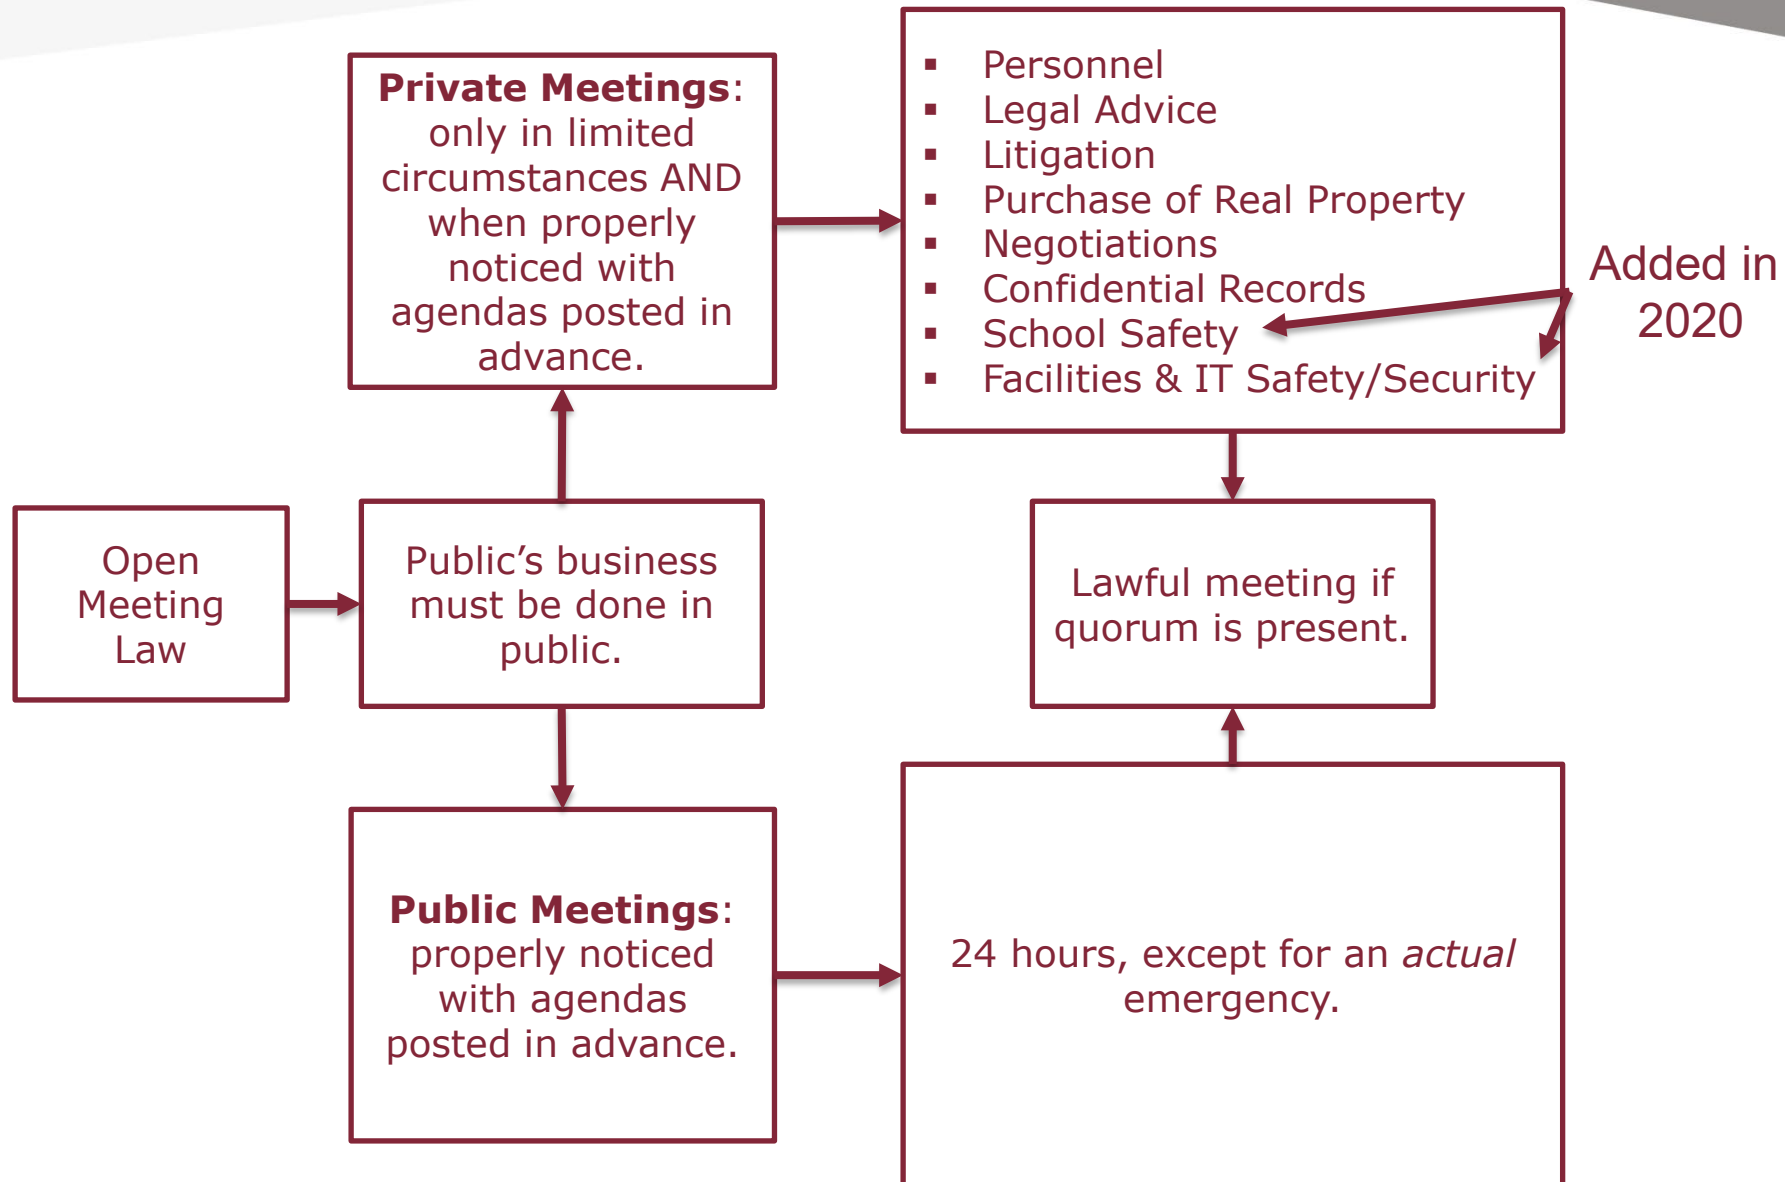 Private Meetings:
only in limited
circumstances AND
when properly
noticed with
agendas posted in
advance.
▪ Personnel
▪ Legal Advice
▪ Litigation
▪ Purchase of Real Property
▪ Negotiations
▪ Confidential Records
▪ School Safety
▪ Facilities & IT Safety/Security
Added in
2020
Open
Meeting
Law
Public’s business
must be done in
public.
Lawful meeting if
quorum is present.
Public Meetings:
properly noticed
with agendas
posted in advance.
24 hours, except for an actual
emergency.